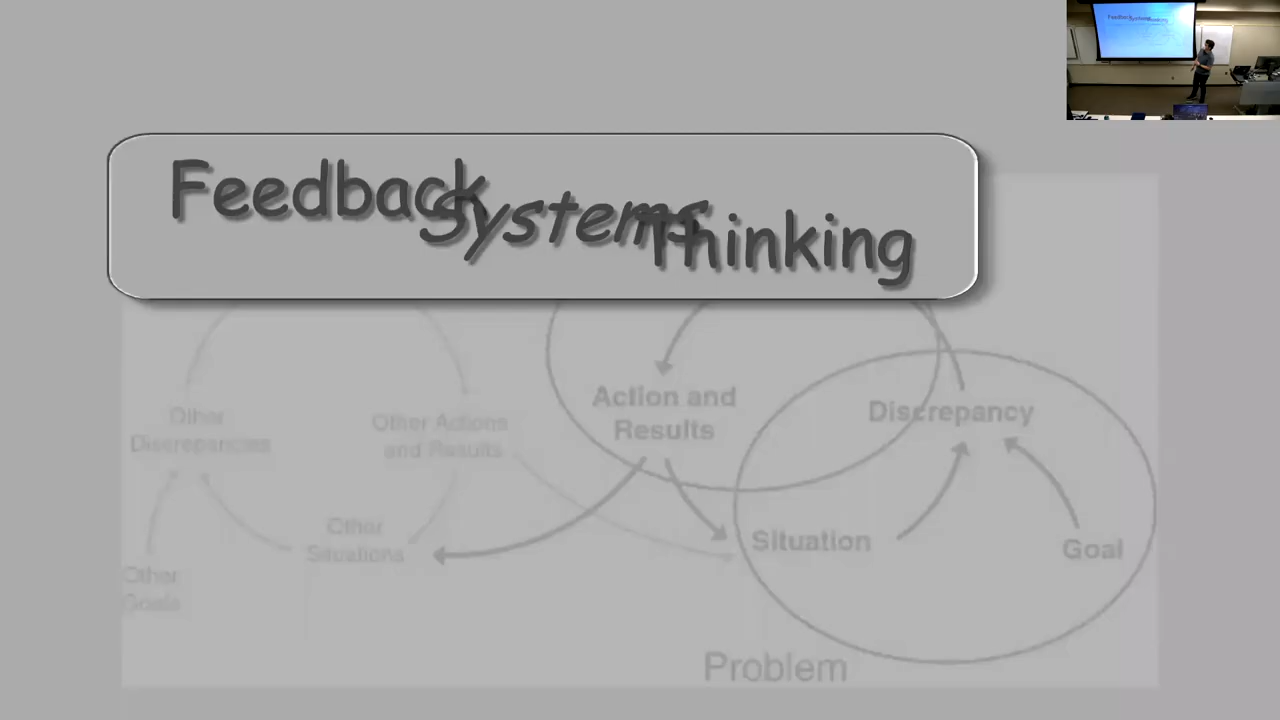 Feedback
Systems
Thinking
Action and
Results
Discrepancy
Other
Discrepancies
Other Actions
and Results
Other
Situations
Situation
Goal
Other
Goals
Problem